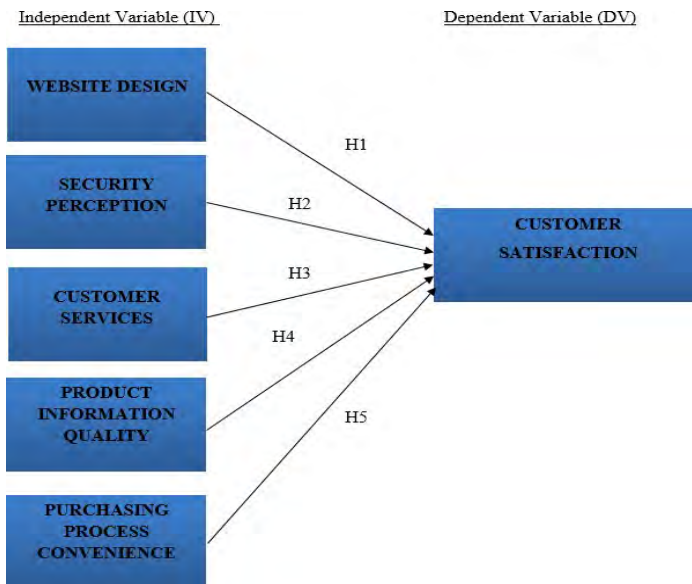 Independent Variable (IV)
Dependent Variable (DV)
WEBSITE DESIGN
H1
SECURITY
PERCEPTION
H2
CUSTOMER
SATISFACTION
CUSTOMER
SERVICES
H3
H4
PRODUCT
INFORMATION
QUALITY
H5
PURCHASING
PROCESS
CONVENIENCE